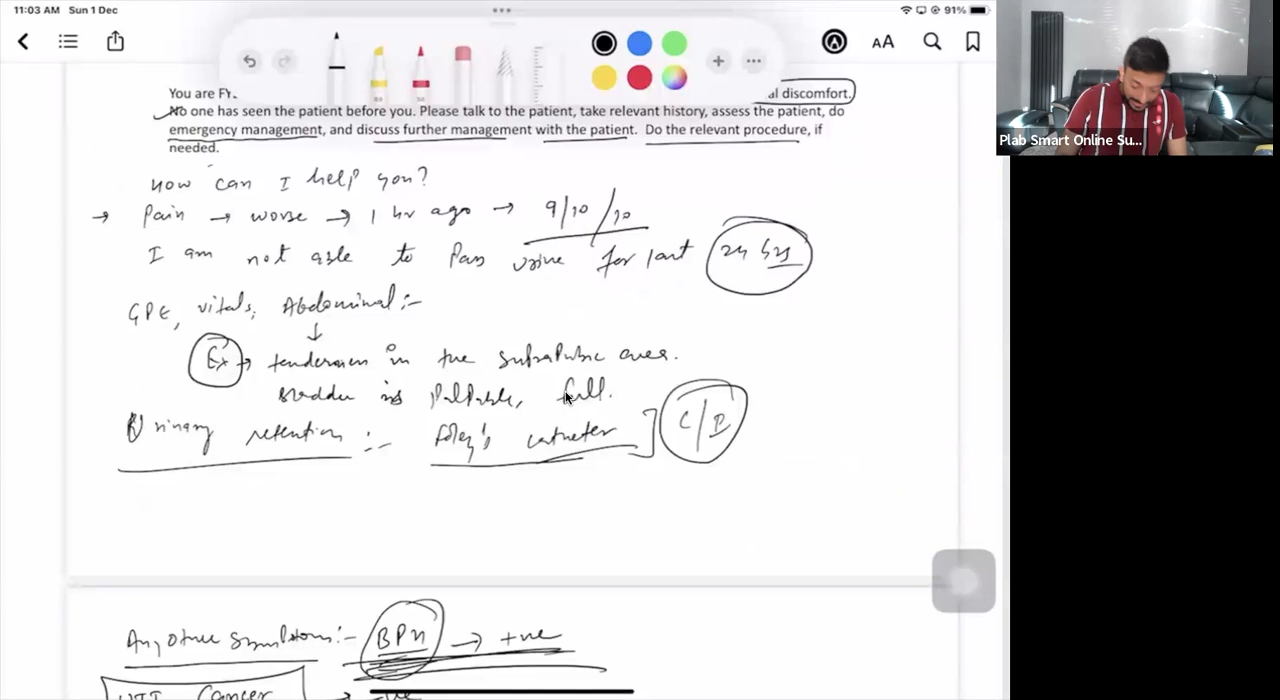 11:03 AM Sun 1 Dec
91%
AA
You are FY
al discomfort.
No one has seen the patient before you. Please talk to the patient, take relevant history, assess the patient, do
emergency management, and discuss further management with the patient. Do the relevant procedure, if
needed.
Plab Smart Online Su...
How can I help you?
→ Pain → worse → 1 hr ago → 9/10/10
I am not able to Pass urine for last 24 hrs
GPE, vitals, Abdominal:-
Ex → tenderness in the suprapubic area.
bladder is Palpable, full.
Urinary retention :- foley's catheter
Any other symptoms:- BPH → +ve
UTI Cancer